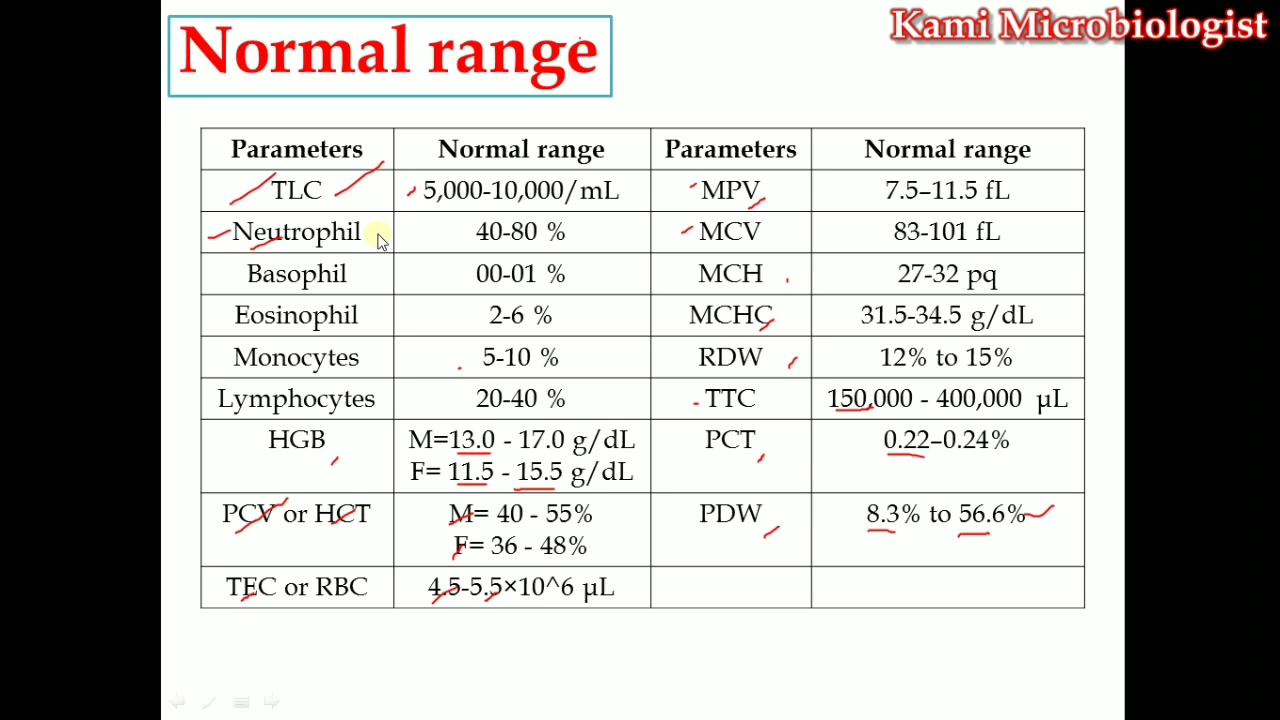 Kami Microbiologist
Normal range
Parameters Normal range Parameters Normal range
TLC 5,000-10,000/mL MPV 7.5–11.5 fL
Neutrophil 40-80 % MCV 83-101 fL
Basophil 00-01 % MCH 27-32 pq
Eosinophil 2-6 % MCHC 31.5-34.5 g/dL
Monocytes 5-10 % RDW 12% to 15%
Lymphocytes 20-40 % TTC 150,000 - 400,000 µL
HGB M=13.0 - 17.0 g/dL PCT 0.22–0.24%
F= 11.5 - 15.5 g/dL
PCV or HCT M= 40 - 55% PDW 8.3% to 56.6%
F= 36 - 48%
TEC or RBC 4.5-5.5×10^6 µL